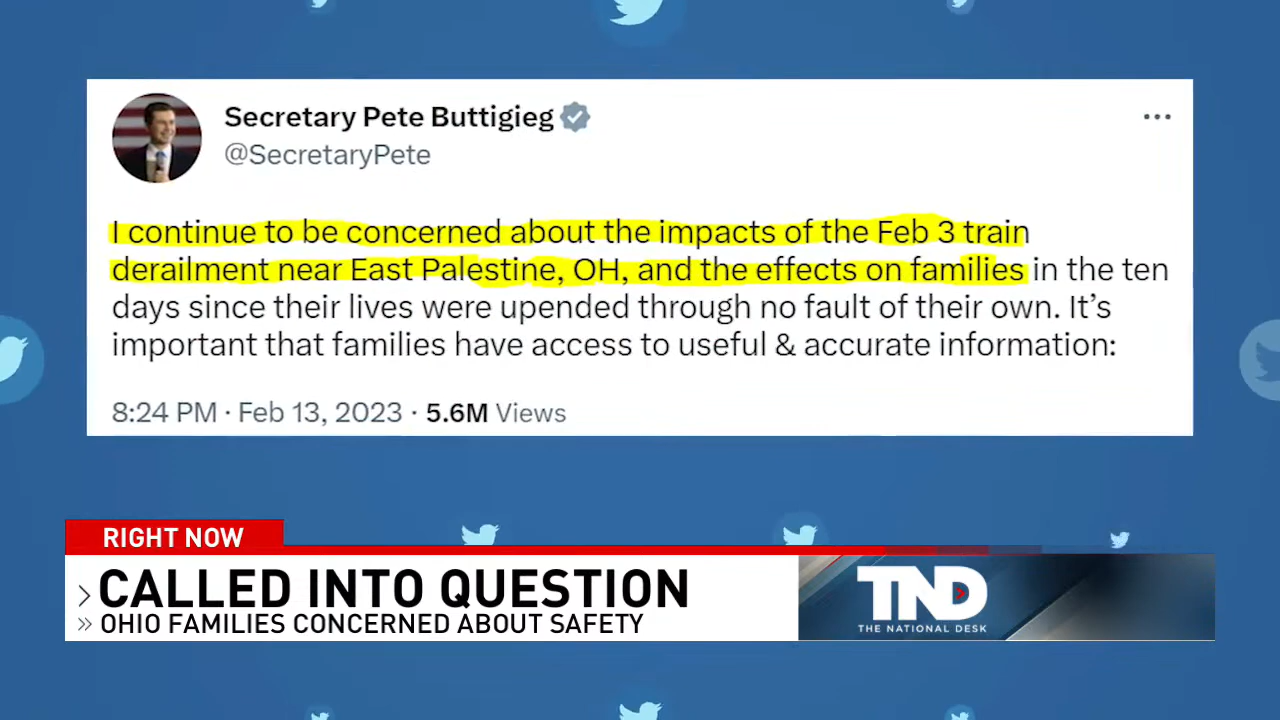 Secretary Pete Buttigieg
@SecretaryPete
I continue to be concerned about the impacts of the Feb 3 train
derailment near East Palestine, OH, and the effects on families in the ten
days since their lives were upended through no fault of their own. It’s
important that families have access to useful & accurate information:
8:24 PM · Feb 13, 2023 · 5.6M Views
RIGHT NOW
CALLED INTO QUESTION
OHIO FAMILIES CONCERNED ABOUT SAFETY
TND
THE NATIONAL DESK